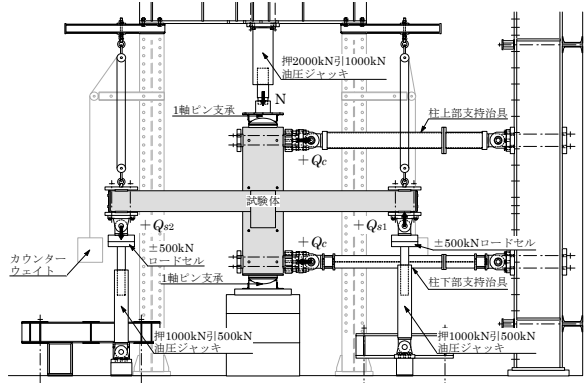 押2000kN引1000kN
油圧ジャッキ
N
1軸ピン支承
柱上部支持治具
+Qc
試験体
+Qs2
+Qc
+Qs1
カウンター
ウェイト
±500kN
ロードセル
±500kNロードセル
1軸ピン支承
柱下部支持治具
押1000kN引500kN
油圧ジャッキ
押1000kN引500kN
油圧ジャッキ